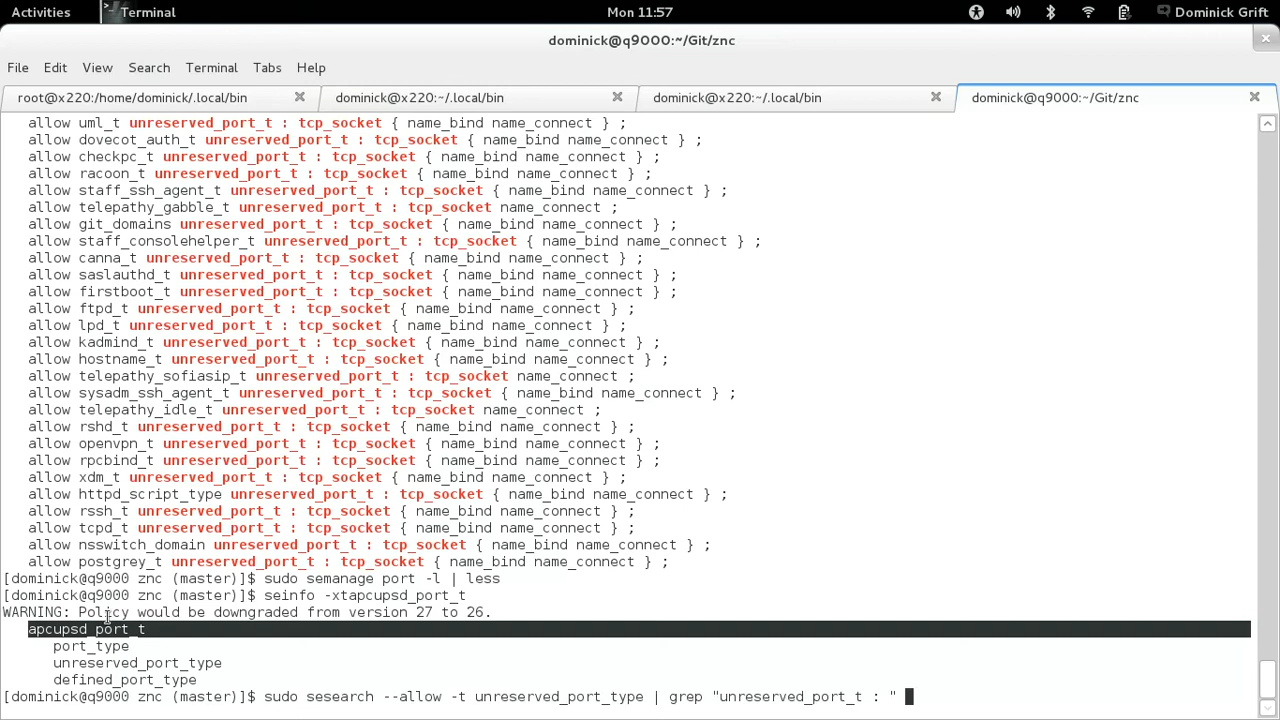 Activities Terminal Mon 11:57 Dominick Grift
dominick@q9000:~/Git/znc
File Edit View Search Terminal Tabs Help
root@x220:/home/dominick/.local/bin dominick@x220:~/.local/bin dominick@x220:~/.local/bin dominick@q9000:~/Git/znc
allow uml_t unreserved_port_t : tcp_socket { name_bind name_connect } ;
allow dovecot_auth_t unreserved_port_t : tcp_socket { name_bind name_connect } ;
allow checkpc_t unreserved_port_t : tcp_socket { name_bind name_connect } ;
allow racoon_t unreserved_port_t : tcp_socket { name_bind name_connect } ;
allow staff_ssh_agent_t unreserved_port_t : tcp_socket { name_bind name_connect } ;
allow telepathy_gabble_t unreserved_port_t : tcp_socket name_connect ;
allow git_domains unreserved_port_t : tcp_socket { name_bind name_connect } ;
allow staff_consolehelper_t unreserved_port_t : tcp_socket { name_bind name_connect } ;
allow canna_t unreserved_port_t : tcp_socket { name_bind name_connect } ;
allow saslauthd_t unreserved_port_t : tcp_socket { name_bind name_connect } ;
allow firstboot_t unreserved_port_t : tcp_socket { name_bind name_connect } ;
allow ftpd_t unreserved_port_t : tcp_socket { name_bind name_connect } ;
allow lpd_t unreserved_port_t : tcp_socket { name_bind name_connect } ;
allow kadmind_t unreserved_port_t : tcp_socket { name_bind name_connect } ;
allow hostname_t unreserved_port_t : tcp_socket { name_bind name_connect } ;
allow telepathy_sofiasip_t unreserved_port_t : tcp_socket name_connect ;
allow sysadm_ssh_agent_t unreserved_port_t : tcp_socket { name_bind name_connect } ;
allow telepathy_idle_t unreserved_port_t : tcp_socket name_connect ;
allow rshd_t unreserved_port_t : tcp_socket { name_bind name_connect } ;
allow openvpn_t unreserved_port_t : tcp_socket { name_bind name_connect } ;
allow rpcbind_t unreserved_port_t : tcp_socket { name_bind name_connect } ;
allow xdm_t unreserved_port_t : tcp_socket { name_bind name_connect } ;
allow httpd_script_type unreserved_port_t : tcp_socket { name_bind name_connect } ;
allow rssh_t unreserved_port_t : tcp_socket { name_bind name_connect } ;
allow tcpd_t unreserved_port_t : tcp_socket { name_bind name_connect } ;
allow nsswitch_domain unreserved_port_t : tcp_socket { name_bind name_connect } ;
allow postgrey_t unreserved_port_t : tcp_socket { name_bind name_connect } ;
[dominick@q9000 znc (master)]$ sudo semanage port -l | less
[dominick@q9000 znc (master)]$ seinfo -xtapcupsd_port_t
WARNING: Policy would be downgraded from version 27 to 26.
apcupsd_port_t
port_type
unreserved_port_type
defined_port_type
[dominick@q9000 znc (master)]$ sudo sesearch --allow -t unreserved_port_type | grep "unreserved_port_t : "